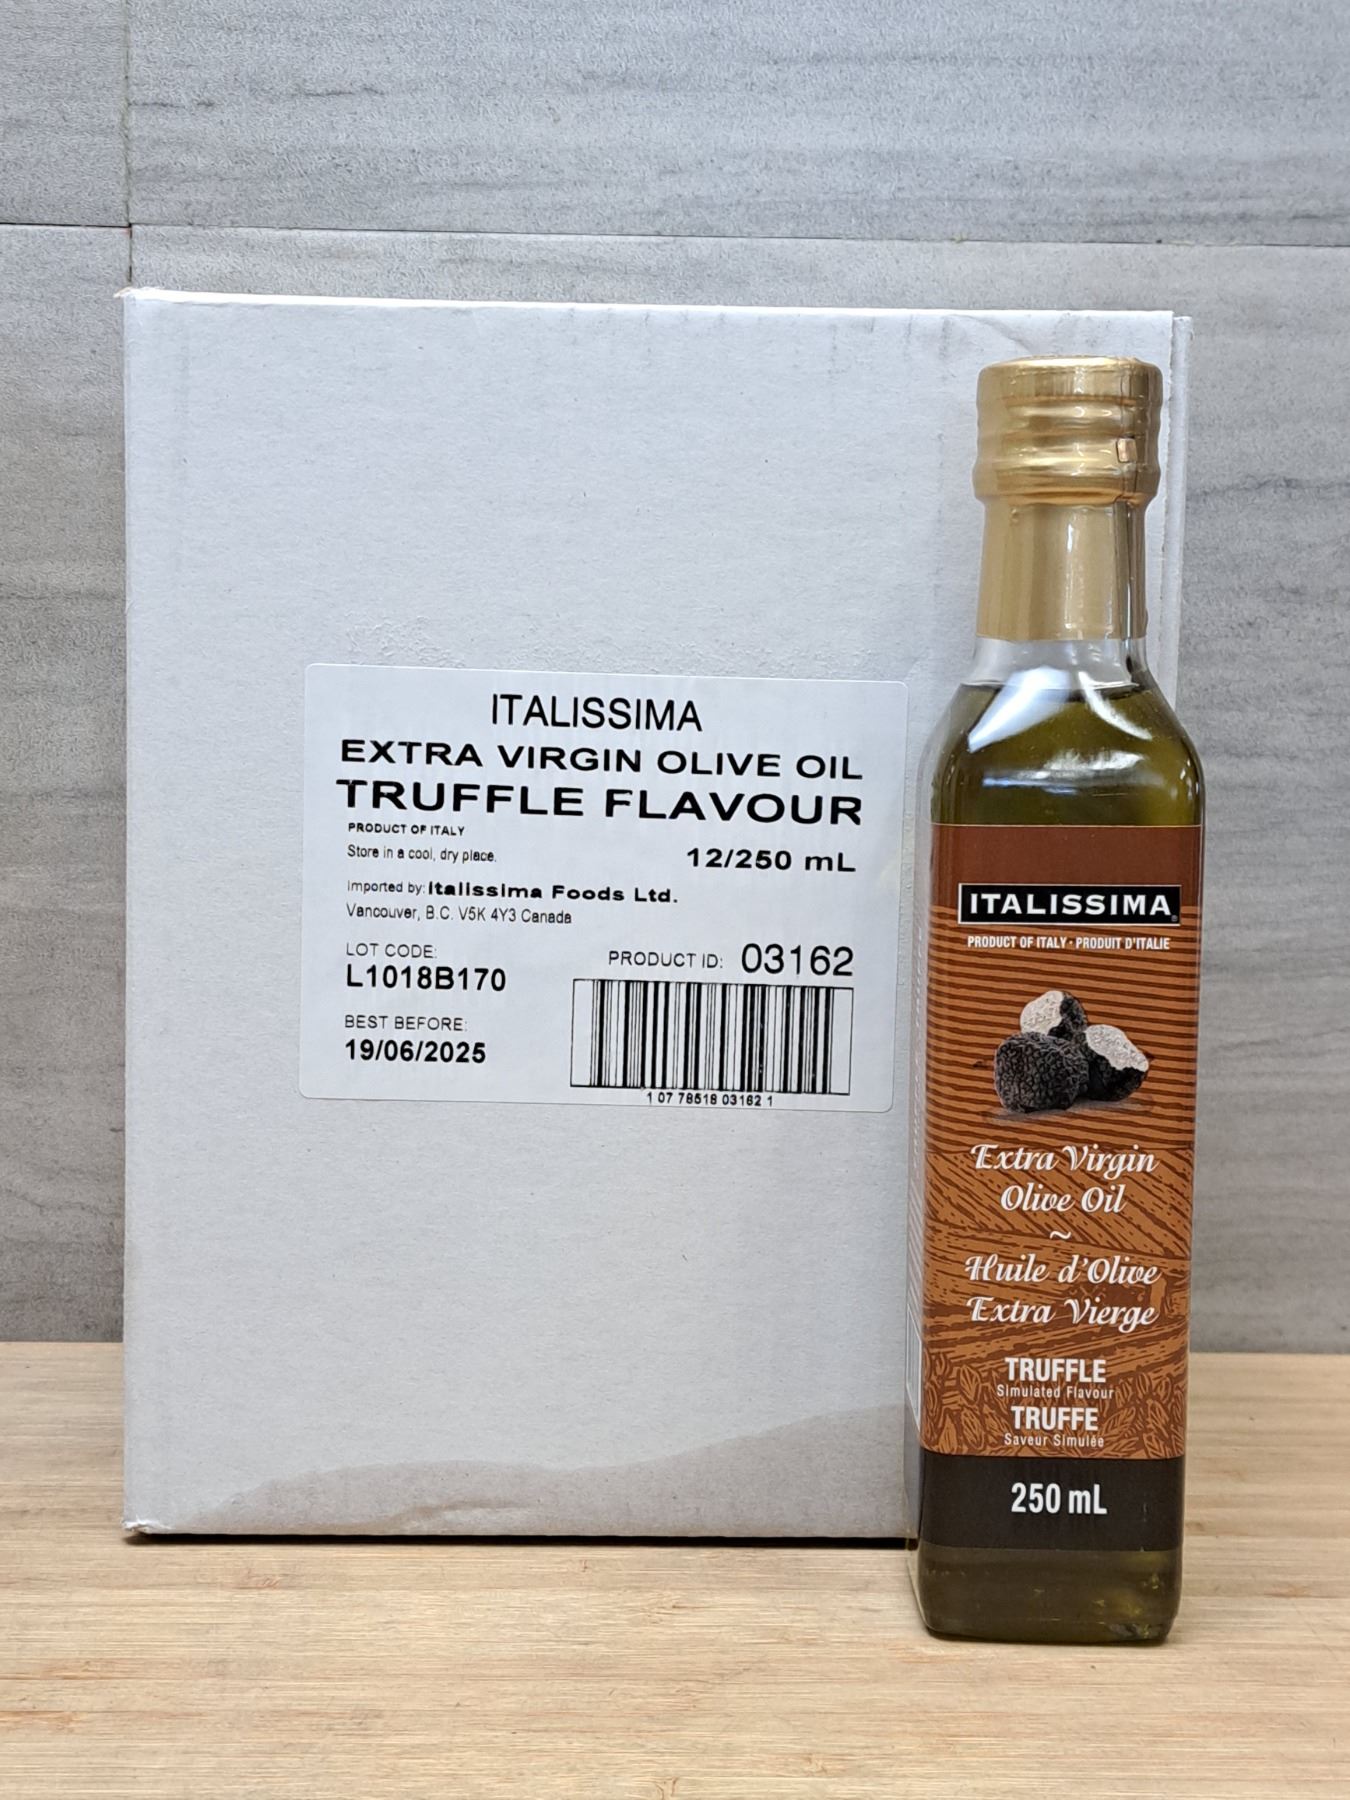 ITALISSIMA
EXTRA VIRGIN OLIVE OIL
TRUFFLE FLAVOUR
PRODUCT OF ITALY
Store in a cool, dry place.
12/250 mL
Imported by: Italissima Foods Ltd.
Vancouver, B.C. V5K 4Y3 Canada
LOT CODE:
L1018B170
PRODUCT ID: 03162
BEST BEFORE:
19/06/2025
1 07 78518 03162 1
ITALISSIMA
PRODUCT OF ITALY · PRODUIT D'ITALIE
Extra Virgin
Olive Oil
~
Huile d'Olive
Extra Vierge
TRUFFLE
Simulated Flavour
TRUFFE
Saveur Simulée
250 mL